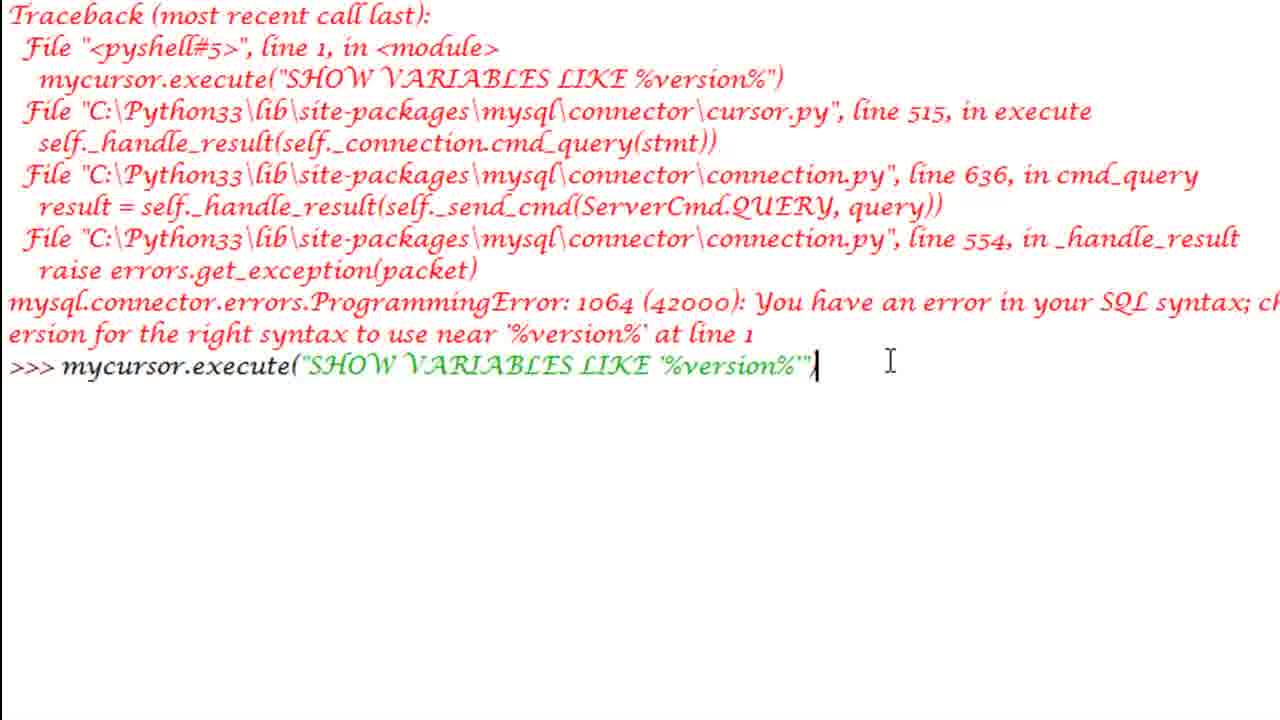 Traceback (most recent call last):
File "<pyshell#5>", line 1, in <module>
mycursor.execute("SHOW VARIABLES LIKE %version%")
File "C:\Python33\lib\site-packages\mysql\connector\cursor.py", line 515, in execute
self._handle_result(self._connection.cmd_query(stmt))
File "C:\Python33\lib\site-packages\mysql\connector\connection.py", line 636, in cmd_query
result = self._handle_result(self._send_cmd(ServerCmd.QUERY, query))
File "C:\Python33\lib\site-packages\mysql\connector\connection.py", line 554, in _handle_result
raise errors.get_exception(packet)
mysql.connector.errors.ProgrammingError: 1064 (42000): You have an error in your SQL syntax; ch
ersion for the right syntax to use near '%version%' at line 1
>>> mycursor.execute("SHOW VARIABLES LIKE '%version%'")